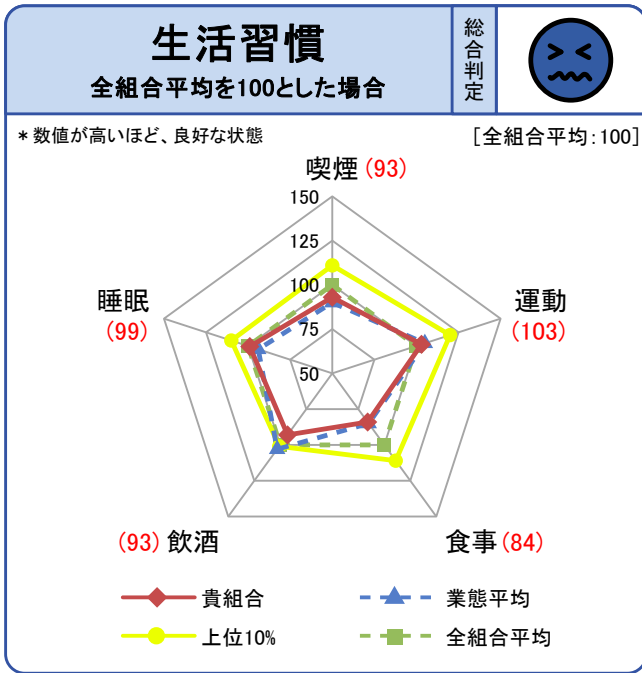 生活習慣
全組合平均を100とした場合
総合判定
*数値が高いほど、良好な状態
[全組合平均:100]
喫煙(93)
150
125
100
75
50
睡眠
(99)
運動
(103)
(93)飲酒
食事(84)
貴組合
業態平均
上位10%
全組合平均